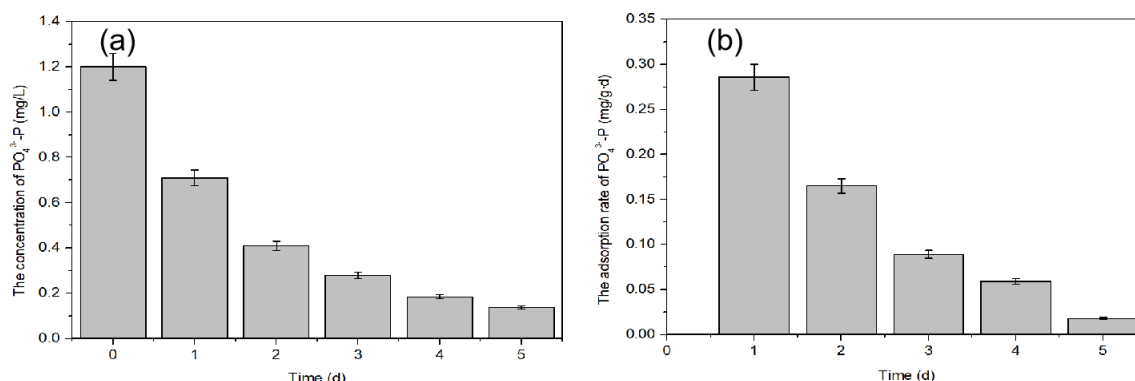 (a)
The concentration of PO₄³⁻-P (mg/L)
1.4
1.2
1.0
0.8
0.6
0.4
0.2
0.0
0 1 2 3 4 5
Time (d)
(b)
The adsorption rate of PO₄³⁻-P (mg/g·d)
0.35
0.30
0.25
0.20
0.15
0.10
0.05
0.00
0 1 2 3 4 5
Time (d)